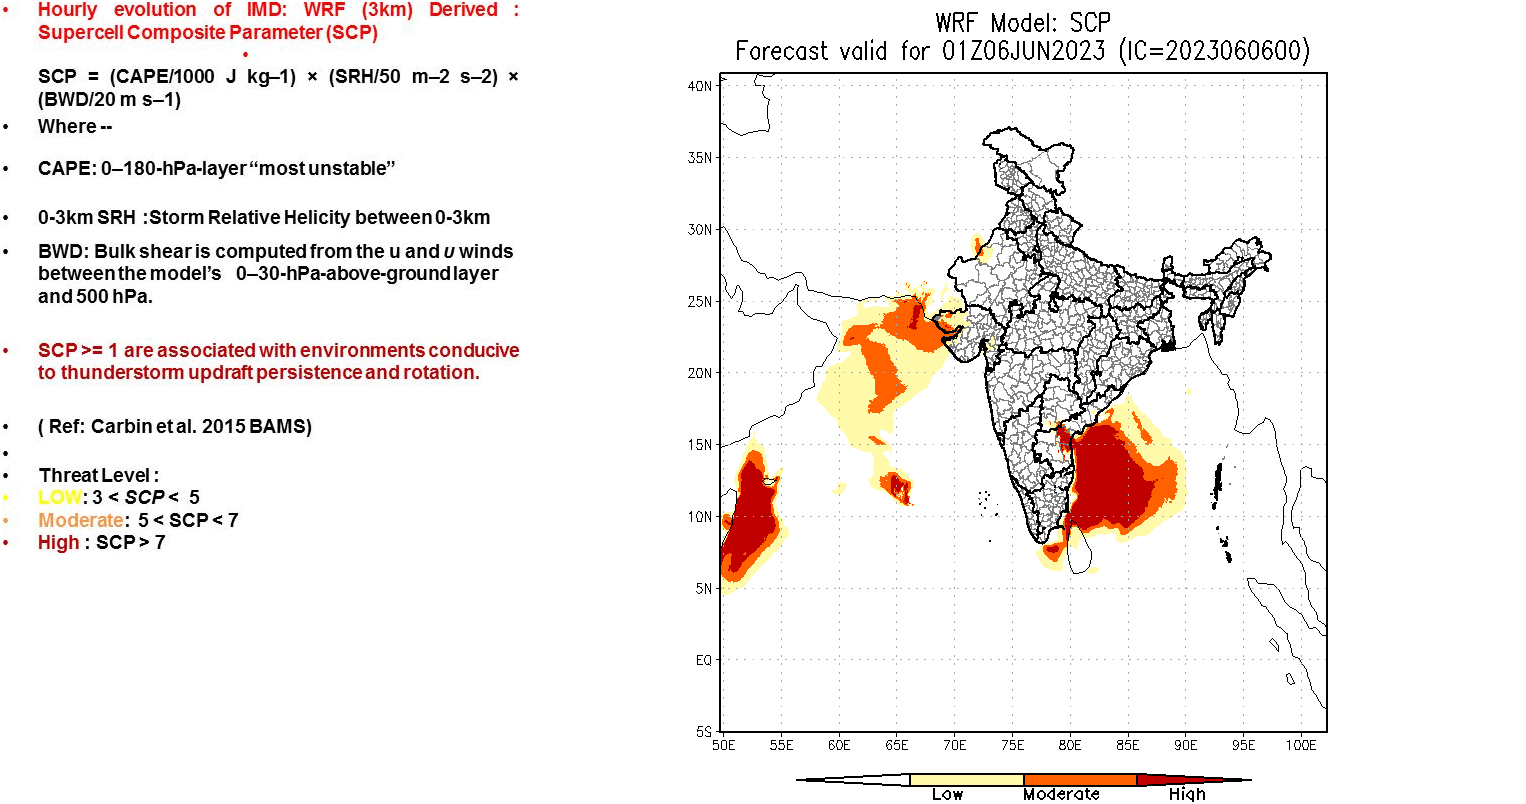 • Hourly evolution of IMD: WRF (3km) Derived :
Supercell Composite Parameter (SCP)
•
SCP = (CAPE/1000 J kg–1) × (SRH/50 m–2 s–2) ×
(BWD/20 m s–1)
• Where --
• CAPE: 0–180-hPa-layer “most unstable”
• 0-3km SRH :Storm Relative Helicity between 0-3km
• BWD: Bulk shear is computed from the u and υ winds
between the model’s 0–30-hPa-above-ground layer
and 500 hPa.
• SCP >= 1 are associated with environments conducive
to thunderstorm updraft persistence and rotation.
• ( Ref: Carbin et al. 2015 BAMS)
•
• Threat Level :
• LOW: 3 < SCP < 5
• Moderate: 5 < SCP < 7
• High : SCP > 7
WRF Model: SCP
Forecast valid for 01Z06JUN2023 (IC=2023060600)
40N
35N
30N
25N
20N
15N
10N
5N
EQ
5S
50E 55E 60E 65E 70E 75E 80E 85E 90E 95E 100E
Low Moderate High